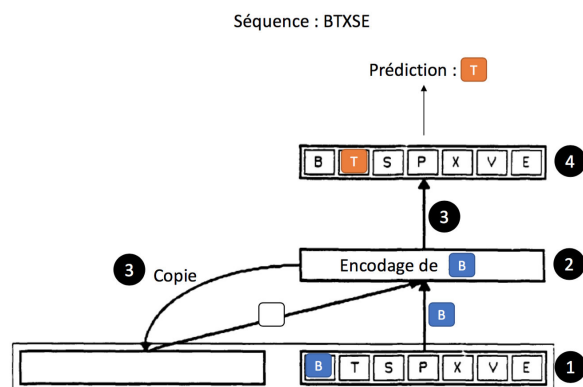 Séquence : BTXSE
Prédiction : T
B T S P X V E 4
3
3 Copie
Encodage de B 2
B
B T S P X V E 1